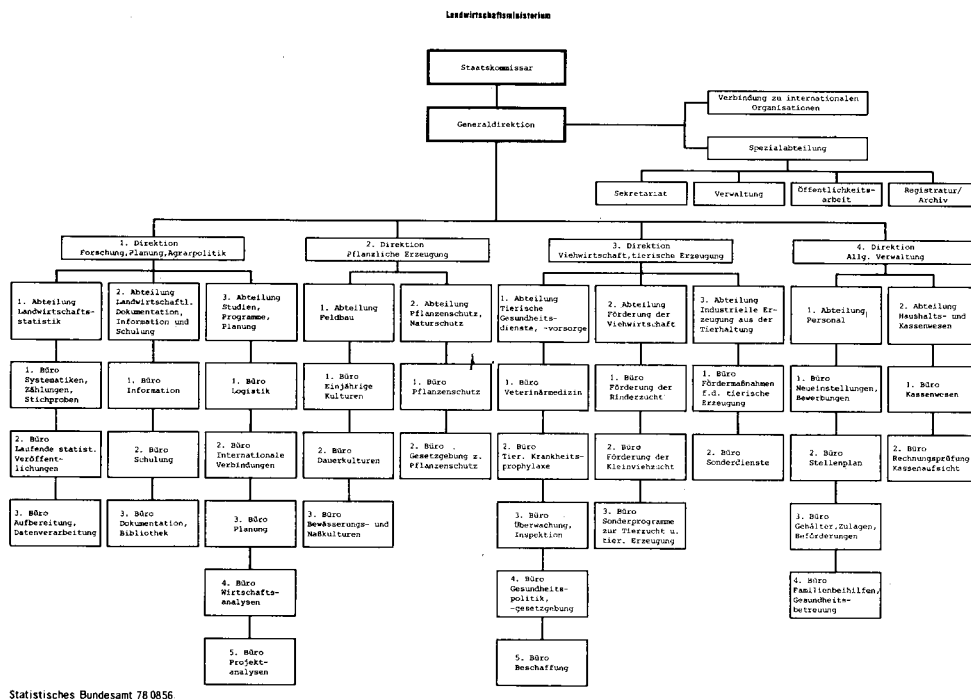 Landwirtschaftsministerium
Staatskommissar
Generaldirektion
Verbindung zu internationalen
Organisationen
Spezialabteilung
Sekretariat
Verwaltung
Öffentlichkeits-
arbeit
Registratur/
Archiv
1. Direktion
Forschung,Planung,Agrarpolitik
2. Direktion
Pflanzliche Erzeugung
3. Direktion
Viehwirtschaft,tierische Erzeugung
4. Direktion
Allg. Verwaltung
1. Abteilung
Landwirtschafts-
statistik
2. Abteilung
Landwirtschaftl.
Dokumentation,
Information und
Schulung
3. Abteilung
Studien,
Programme,
Planung
1. Abteilung
Feldbau
2. Abteilung
Pflanzenschutz,
Naturschutz
1. Abteilung
Tierische
Gesundheits-
dienste, -vorsorge
2. Abteilung
Förderung der
Viehwirtschaft
3. Abteilung
Industrielle Er-
zeugung aus der
Tierhaltung
1. Abteilung
Personal
2. Abteilung
Haushalts- und
Kassenwesen
1. Büro
Systematiken,
Zählungen,
Stichproben
1. Büro
Information
1. Büro
Logistik
1. Büro
Einjährige
Kulturen
1. Büro
Pflanzenschutz
1. Büro
Veterinärmedizin
1. Büro
Förderung der
Rinderzucht
1. Büro
Fördermaßnahmen
f.d. tierische
Erzeugung
1. Büro
Neueinstellungen,
Bewerbungen
1. Büro
Kassenwesen
2. Büro
Laufende statist.
Veröffent-
lichungen
2. Büro
Schulung
2. Büro
Internationale
Verbindungen
2. Büro
Dauerkulturen
2. Büro
Gesetzgebung z.
Pflanzenschutz
2. Büro
Tier. Krankheits-
prophylaxe
2. Büro
Förderung der
Kleinviehzucht
2. Büro
Sonderdienste
2. Büro
Stellenplan
2. Büro
Rechnungsprüfung
Kassenaufsicht
3. Büro
Aufbereitung,
Datenverarbeitung
3. Büro
Dokumentation,
Bibliothek
3. Büro
Planung
3. Büro
Bewässerungs- und
Naßkulturen
3. Büro
Überwachung,
Inspektion
3. Büro
Sonderprogramme
zur Tierzucht u.
tier. Erzeugung
3. Büro
Gehälter,Zulagen,
Beförderungen
4. Büro
Wirtschafts-
analysen
4. Büro
Gesundheits-
politik,
-gesetzgebung
4. Büro
Familienbeihilfen,
Gesundheits-
betreuung
5. Büro
Projekt-
analysen
5. Büro
Beschaffung
Statistisches Bundesamt 78 0856